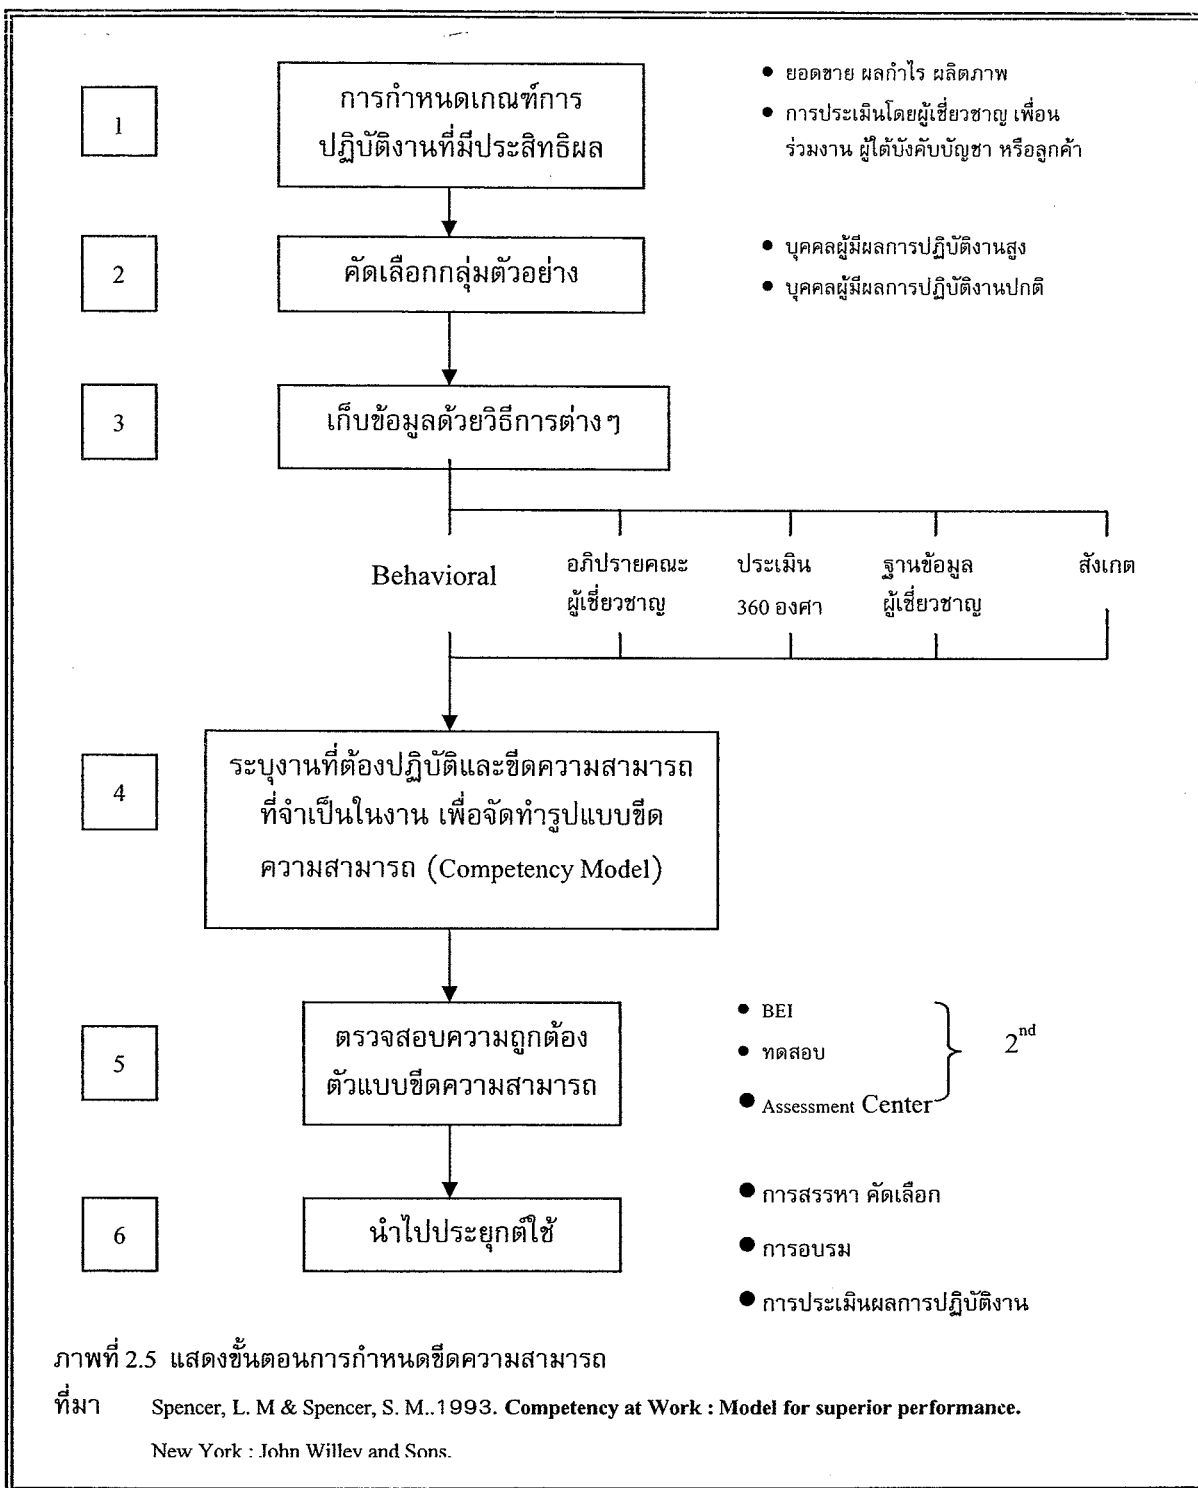 1
การกำหนดเกณฑ์การ
ปฏิบัติงานที่มีประสิทธิผล
• ยอดขาย ผลกำไร ผลิตภาพ
• การประเมินโดยผู้เชี่ยวชาญ เพื่อน
ร่วมงาน ผู้ใต้บังคับบัญชา หรือลูกค้า
2
คัดเลือกกลุ่มตัวอย่าง
• บุคคลผู้มีผลการปฏิบัติงานสูง
• บุคคลผู้มีผลการปฏิบัติงานปกติ
3
เก็บข้อมูลด้วยวิธีการต่างๆ
Behavioral
อภิปรายคณะ
ผู้เชี่ยวชาญ
ประเมิน
360 องศา
ฐานข้อมูล
ผู้เชี่ยวชาญ
สังเกต
4
ระบุงานที่ต้องปฏิบัติและขีดความสามารถ
ที่จำเป็นในงาน เพื่อจัดทำรูปแบบขีด
ความสามารถ (Competency Model)
5
ตรวจสอบความถูกต้อง
ตัวแบบขีดความสามารถ
• BEI
• ทดสอบ
• Assessment Center
2nd
6
นำไปประยุกต์ใช้
• การสรรหา คัดเลือก
• การอบรม
• การประเมินผลการปฏิบัติงาน
ภาพที่ 2.5 แสดงขั้นตอนการกำหนดขีดความสามารถ
ที่มา Spencer, L. M & Spencer, S. M..1993. Competency at Work : Model for superior performance.
New York : John Willey and Sons.